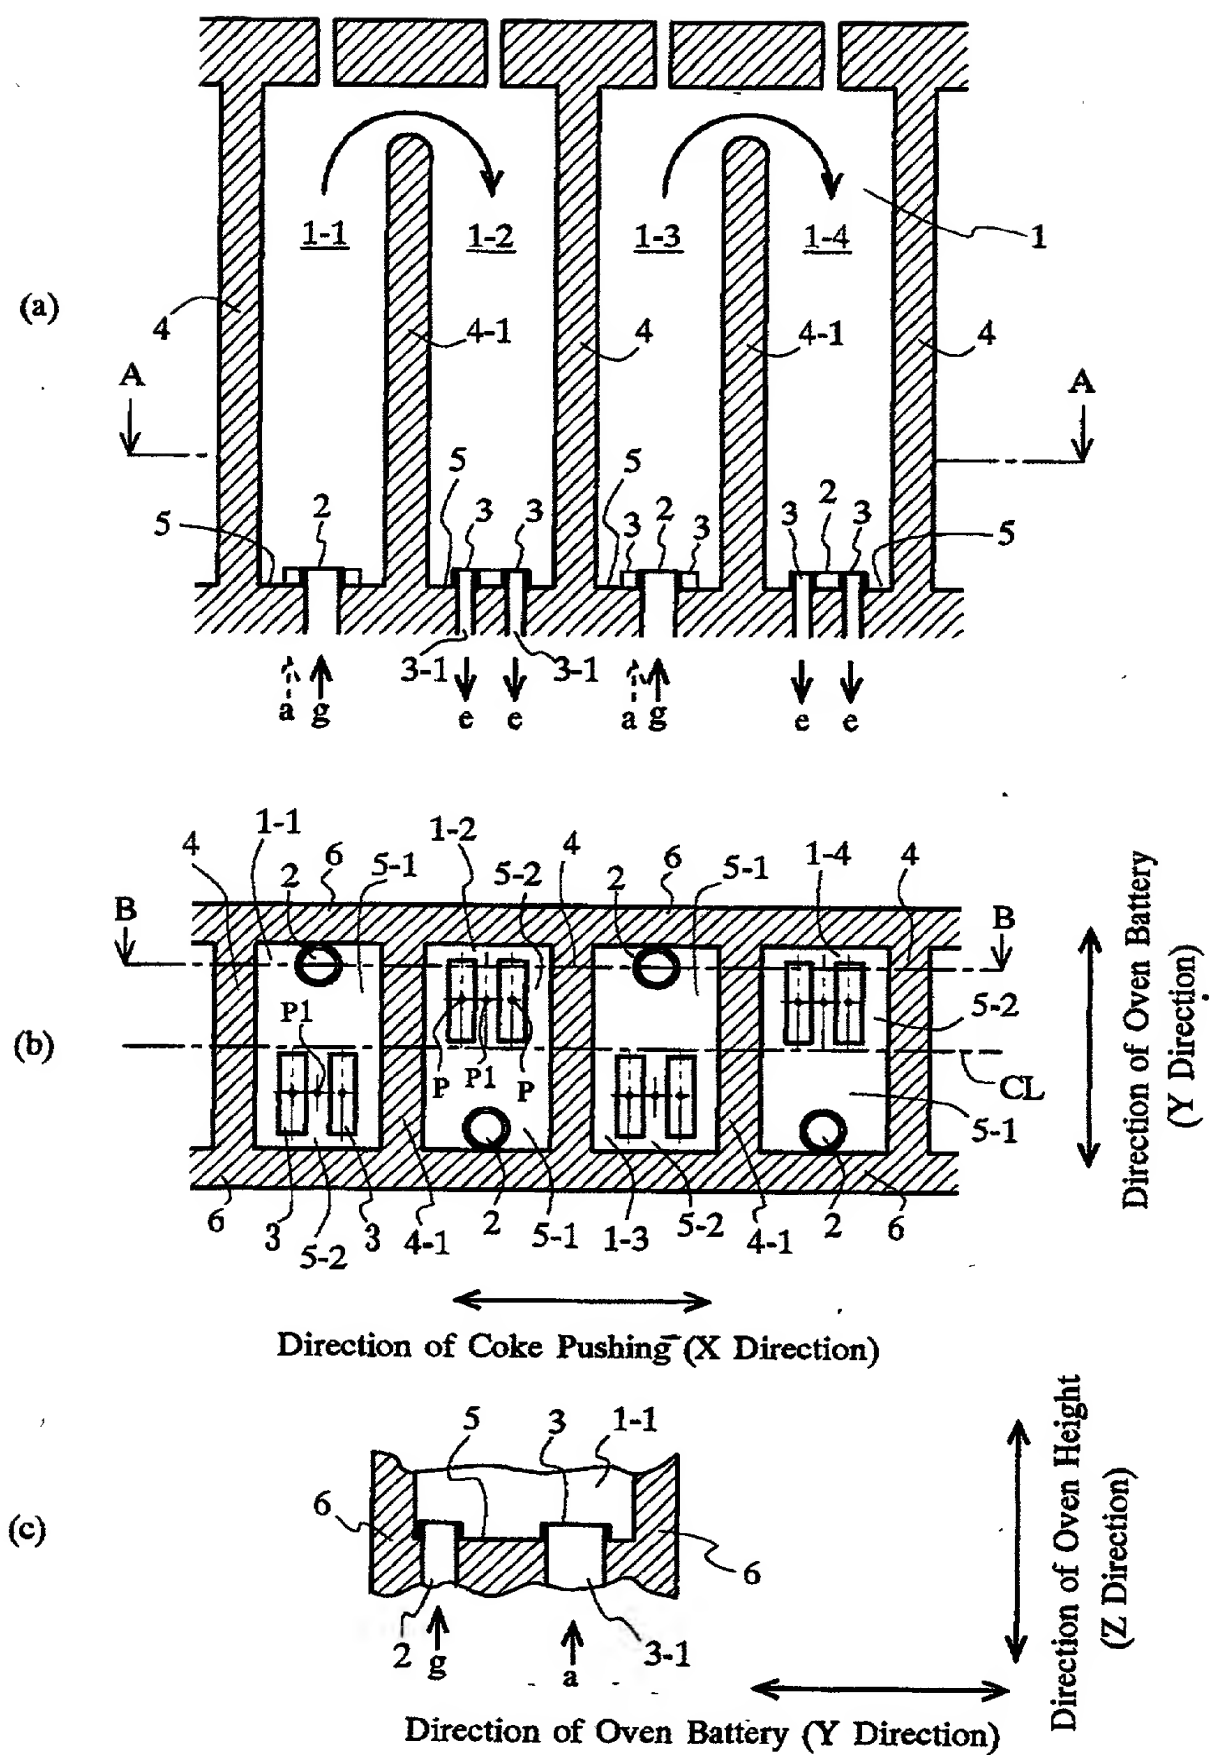 1-1 1-2 1-3 1-4
1
(a)
4 4-1 4 4-1 4
A A
5 2 5 3 3 5 3 2 3 3 2 3 5
3-1 3-1
a g e e a g e e
4 1-1 2 6 5-1 1-2 5-2 4 2 6 5-1 1-4 4
B B
(b)
P1 P P1 P
5-2
CL
5-1
6 3 5-2 3 4-1 2 5-1 1-3 5-2 4-1 2 6
Direction of Oven Battery
(Y Direction)
Direction of Coke Pushing (X Direction)
5 3 1-1
(c)
6 6
2 g a 3-1
Direction of Oven Height
(Z Direction)
Direction of Oven Battery (Y Direction)